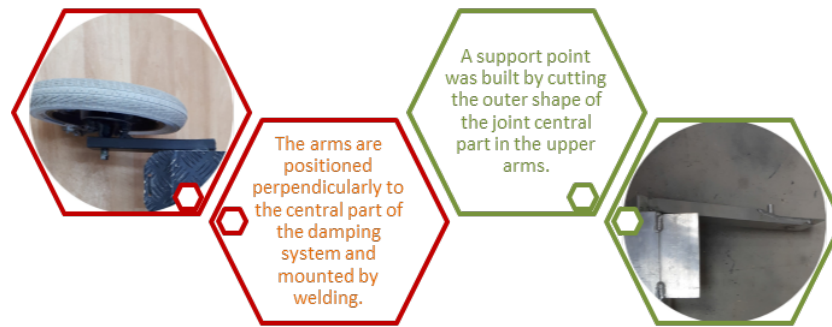 The arms are
positioned
perpendicularly to
the central part of
the damping
system and
mounted by
welding.
A support point
was built by cutting
the outer shape of
the joint central
part in the upper
arms.